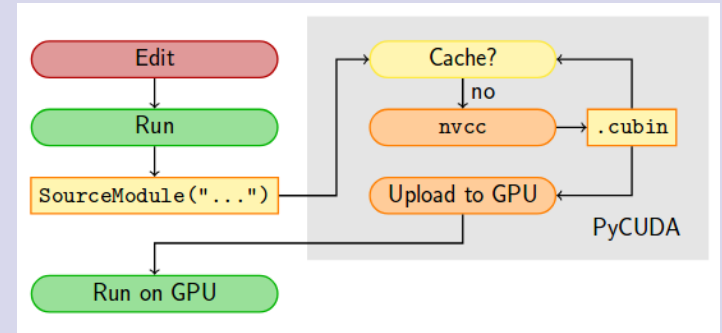 Edit
Cache?
no
Run
nvcc
.cubin
SourceModule("...")
Upload to GPU
PyCUDA
Run on GPU